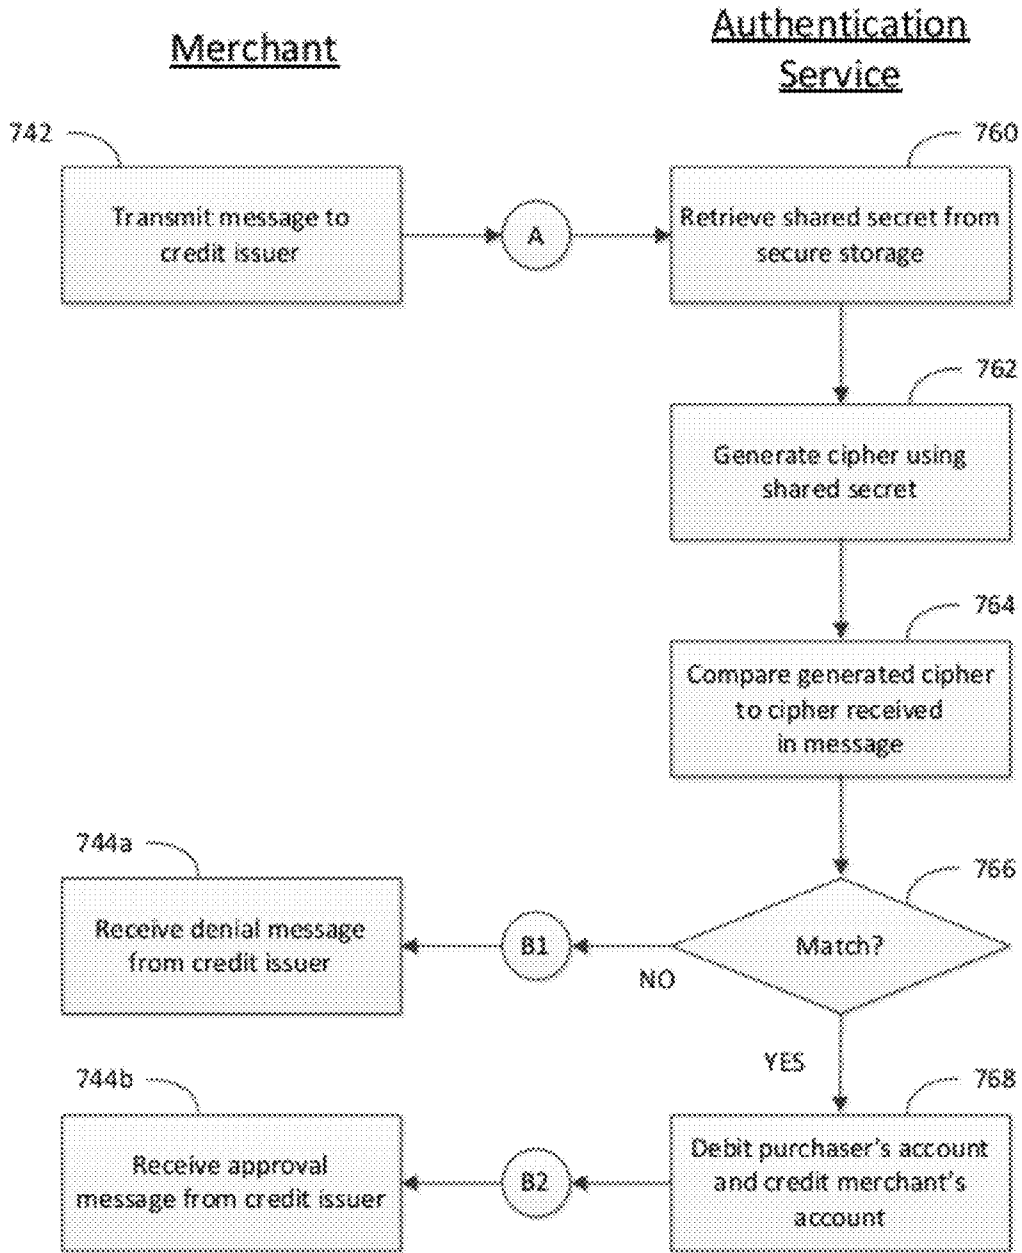 Merchant
Authentication
Service
742
760
Transmit message to
credit issuer
A
Retrieve shared secret from
secure storage
762
Generate cipher using
shared secret
764
Compare generated cipher
to cipher received
in message
744a
766
Receive denial message
from credit issuer
B1
Match?
NO
YES
744b
768
Receive approval
message from credit issuer
B2
Debit purchaser's account
and credit merchant's
account